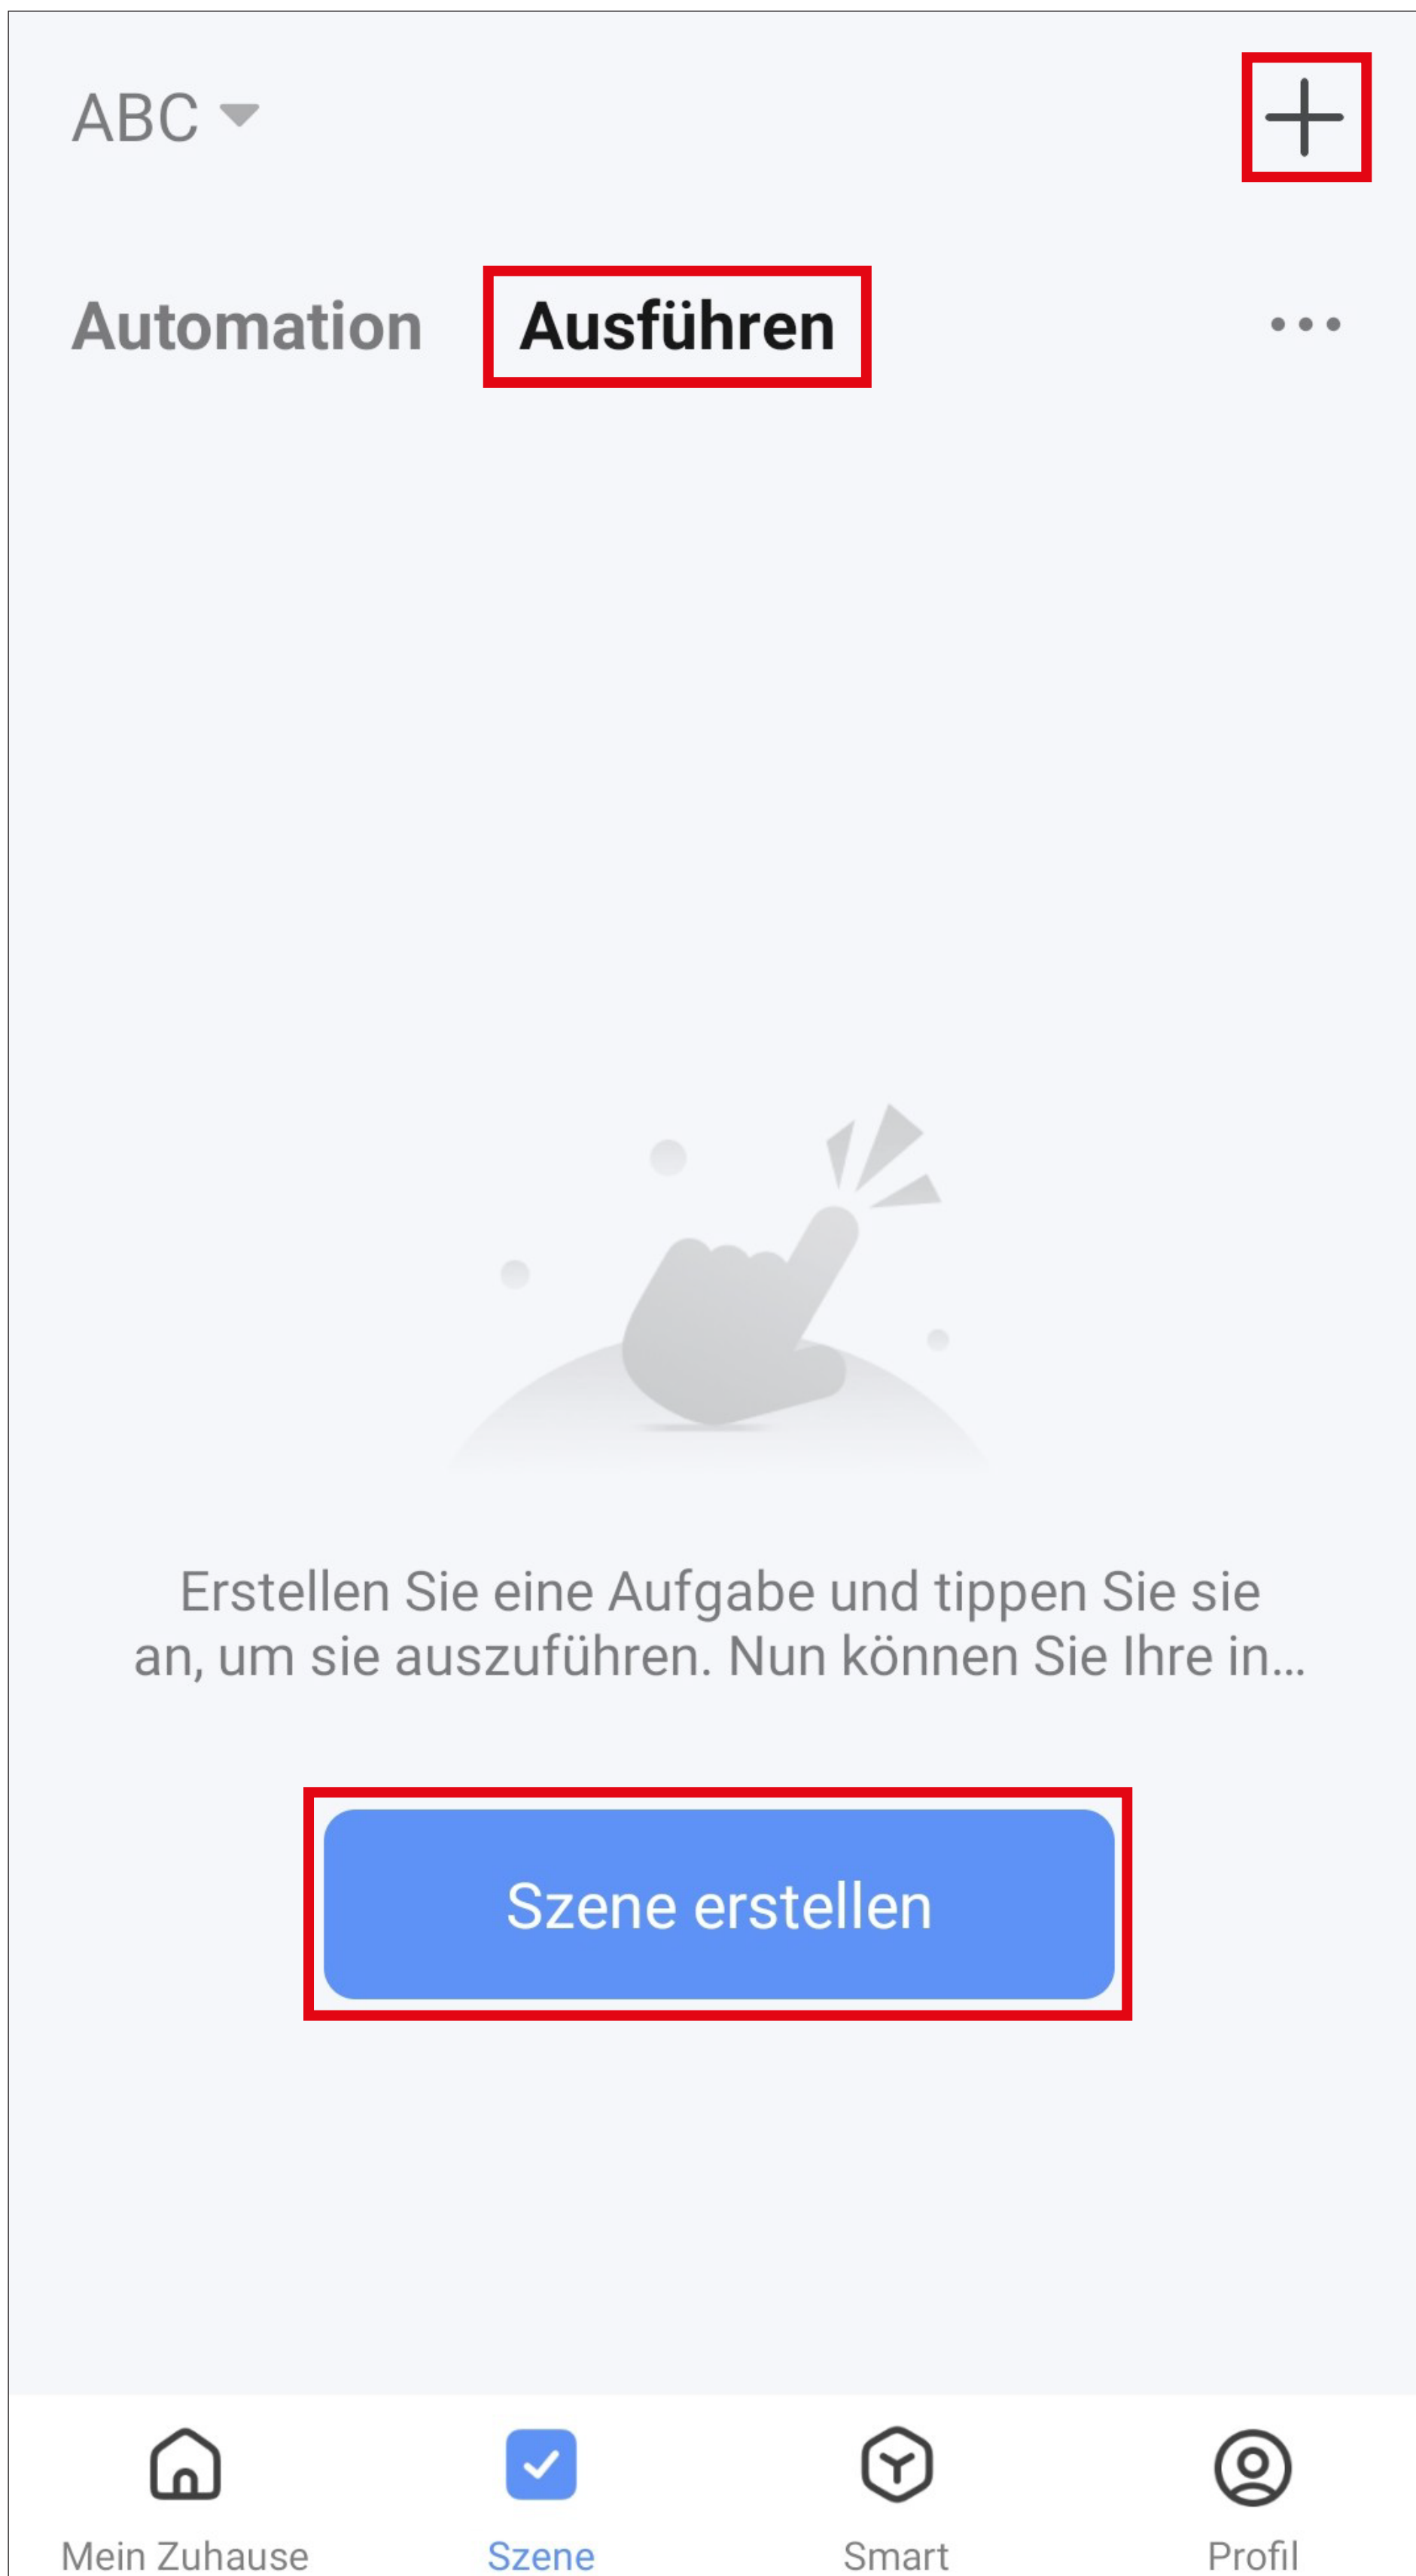 ABC
Automation Ausführen
Erstellen Sie eine Aufgabe und tippen Sie sie
an, um sie auszuführen. Nun können Sie Ihre in...
Szene erstellen
Mein Zuhause Szene Smart Profil